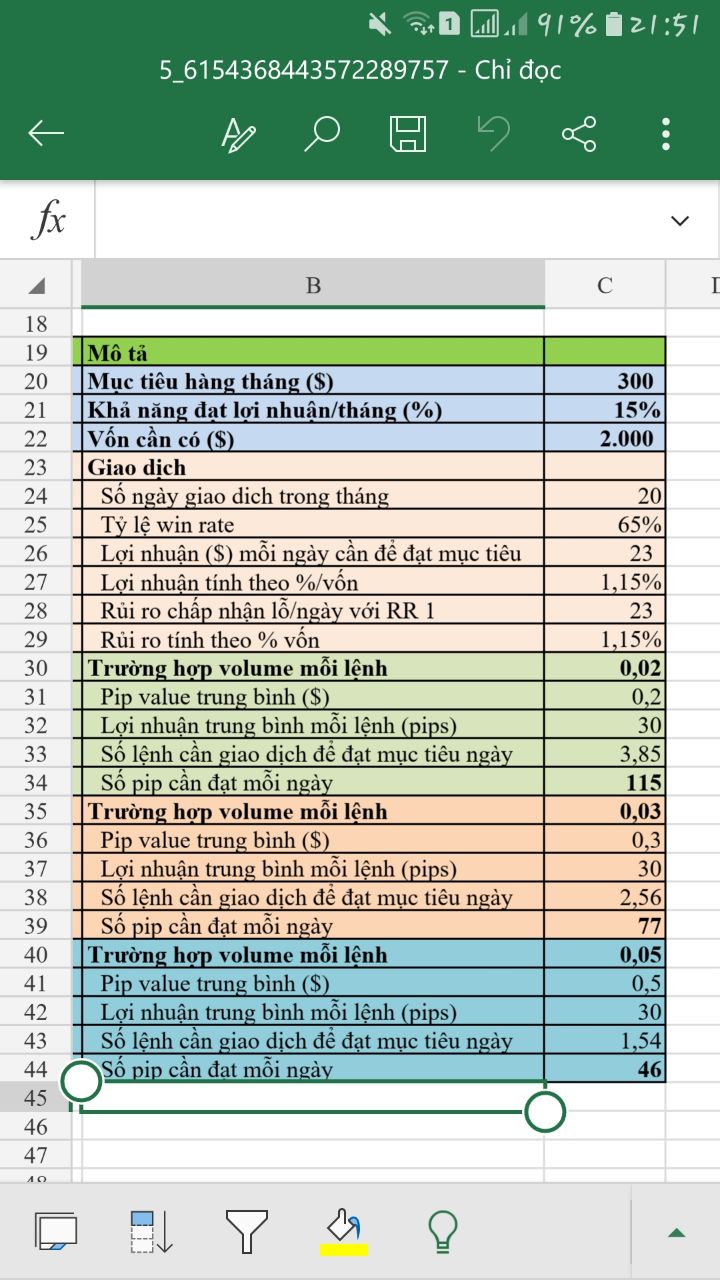 1 91% 21:51
5_6154368443572289757 - Chỉ đọc
fx
B C
18
19 Mô tả
20 Mục tiêu hàng tháng ($) 300
21 Khả năng đạt lợi nhuận/tháng (%) 15%
22 Vốn cần có ($) 2.000
23 Giao dịch
24 Số ngày giao dich trong tháng 20
25 Tỷ lệ win rate 65%
26 Lợi nhuận ($) mỗi ngày cần để đạt mục tiêu 23
27 Lợi nhuận tính theo %/vốn 1,15%
28 Rủi ro chấp nhận lỗ/ngày với RR 1 23
29 Rủi ro tính theo % vốn 1,15%
30 Trường hợp volume mỗi lệnh 0,02
31 Pip value trung bình ($) 0,2
32 Lợi nhuận trung bình mỗi lệnh (pips) 30
33 Số lệnh cần giao dịch để đạt mục tiêu ngày 3,85
34 Số pip cần đạt mỗi ngày 115
35 Trường hợp volume mỗi lệnh 0,03
36 Pip value trung bình ($) 0,3
37 Lợi nhuận trung bình mỗi lệnh (pips) 30
38 Số lệnh cần giao dịch để đạt mục tiêu ngày 2,56
39 Số pip cần đạt mỗi ngày 77
40 Trường hợp volume mỗi lệnh 0,05
41 Pip value trung bình ($) 0,5
42 Lợi nhuận trung bình mỗi lệnh (pips) 30
43 Số lệnh cần giao dịch để đạt mục tiêu ngày 1,54
44 Số pip cần đạt mỗi ngày 46
45
46
47